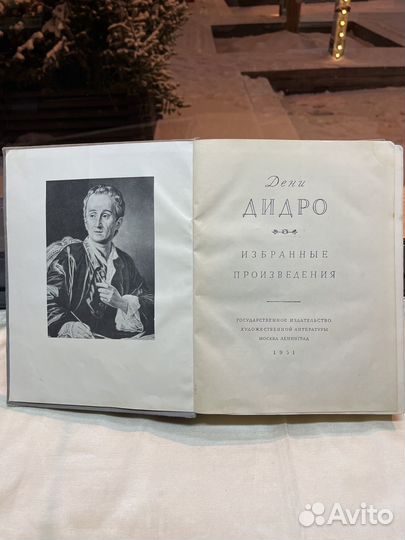 Дени
ДИДРО
ИЗБРАННЫЕ
ПРОИЗВЕДЕНИЯ
ГОСУДАРСТВЕННОЕ ИЗДАТЕЛЬСТВО
ХУДОЖЕСТВЕННОЙ ЛИТЕРАТУРЫ
МОСКВА ЛЕНИНГРАД
1951
Avito